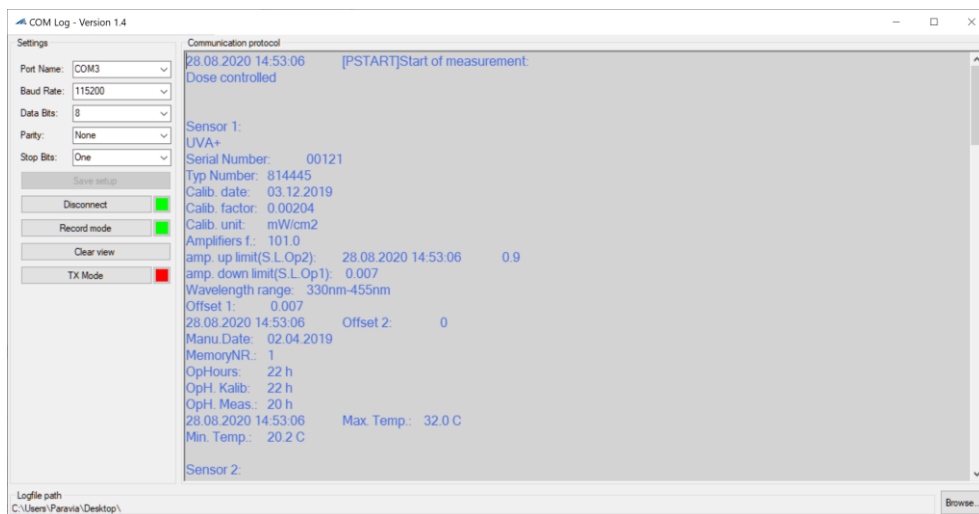 COM Log - Version 1.4
Settings
Port Name: COM3
Baud Rate: 115200
Data Bits: 8
Parity: None
Stop Bits: One
Save setup
Disconnect
Record mode
Clear view
TX Mode
Communication protocol
28.08.2020 14:53:06 [PSTART]Start of measurement:
Dose controlled
Sensor 1:
UVA+
Serial Number: 00121
Typ Number: 814445
Calib. date: 03.12.2019
Calib. factor: 0.00204
Calib. unit: mW/cm2
Amplifiers f.: 101.0
amp. up limit(S.L.Op2): 28.08.2020 14:53:06 0.9
amp. down limit(S.L.Op1): 0.007
Wavelength range: 330nm-455nm
Offset 1: 0.007
28.08.2020 14:53:06 Offset 2: 0
Manu.Date: 02.04.2019
MemoryNR.: 1
OpHours: 22 h
OpH. Kalib: 22 h
OpH. Meas.: 20 h
28.08.2020 14:53:06 Max. Temp.: 32.0 C
Min. Temp.: 20.2 C
Sensor 2:
Logfile path
C:\Users\Paravia\Desktop\
Browse...